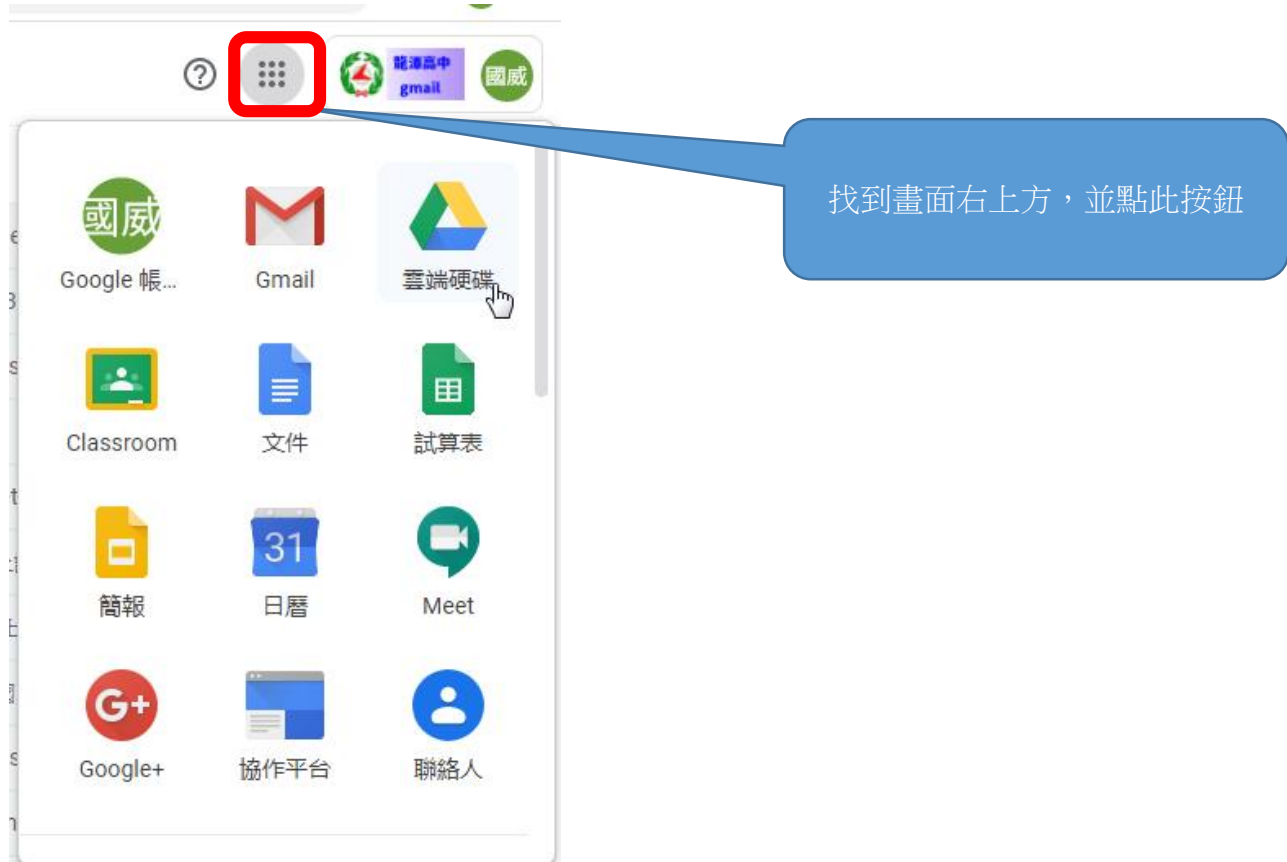 龍潭高中
gmail
國威
找到畫面右上方，並點此按鈕
國威
Google 帳...
Gmail
雲端硬碟
Classroom
文件
試算表
簡報
31
日曆
Meet
G+
Google+
協作平台
聯絡人